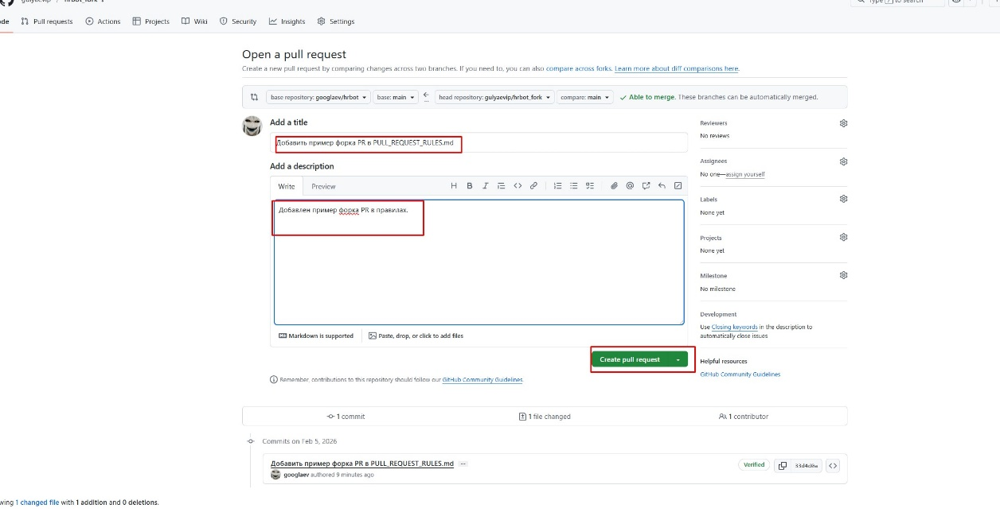 gulyaevip / hrbot_fork
Type / to search
de Pull requests Actions Projects Wiki Security Insights Settings
Open a pull request
Create a new pull request by comparing changes across two branches. If you need to, you can also compare across forks. Learn more about diff comparisons here.
base repository: googlaev/hrbot base: main ... head repository: gulyaevip/hrbot_fork compare: main Able to merge. These branches can be automatically merged.
Add a title
Добавить пример форка PR в PULL_REQUEST_RULES.md
Add a description
Write Preview
Добавлен пример форка PR в правилах.
Markdown is supported Paste, drop, or click to add files
Create pull request
Remember, contributions to this repository should follow our GitHub Community Guidelines.
Reviewers
No reviews
Assignees
No one—assign yourself
Labels
None yet
Projects
None yet
Milestone
No milestone
Development
Use Closing keywords in the description to
automatically close issues
Helpful resources
GitHub Community Guidelines
1 commit 1 file changed 1 contributor
Commits on Feb 5, 2026
Добавить пример форка PR в PULL_REQUEST_RULES.md ...
googlaev authored 9 minutes ago
Verified 33d4d0a
wing 1 changed file with 1 addition and 0 deletions.